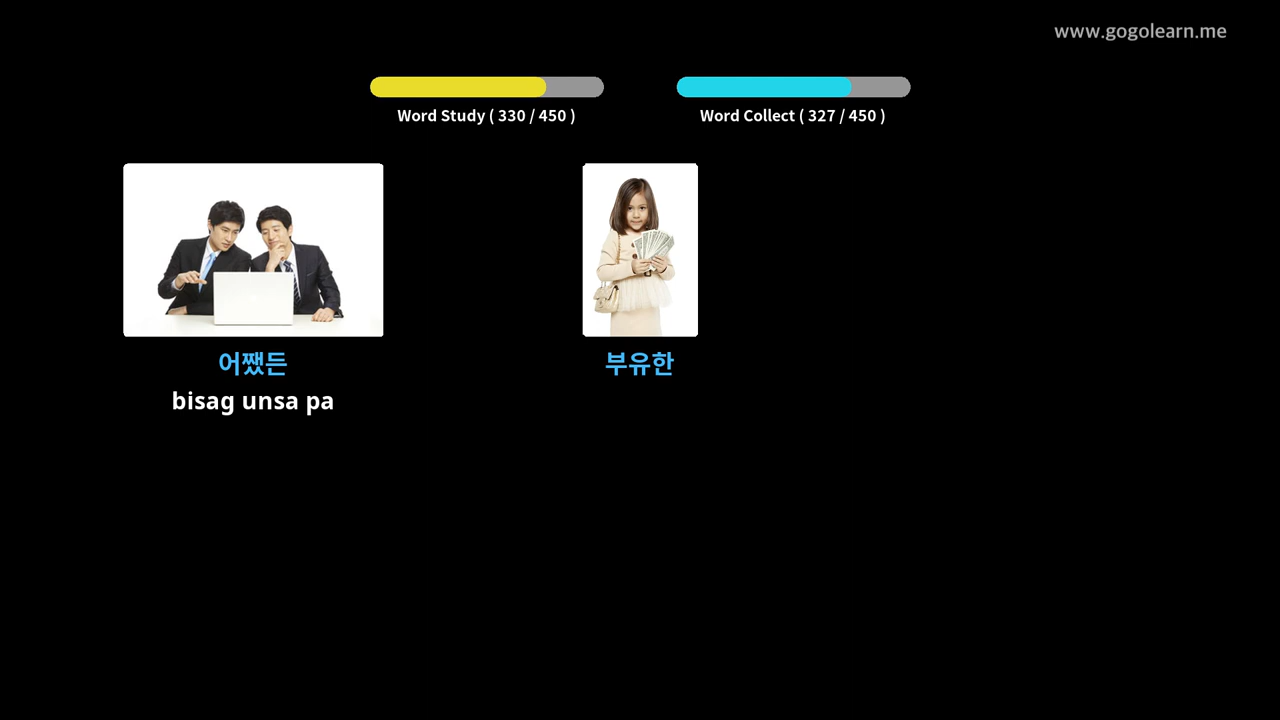 www.gogolearn.me
Word Study ( 330 / 450 )
Word Collect ( 327 / 450 )
어쨌든
bisag unsa pa
부유한